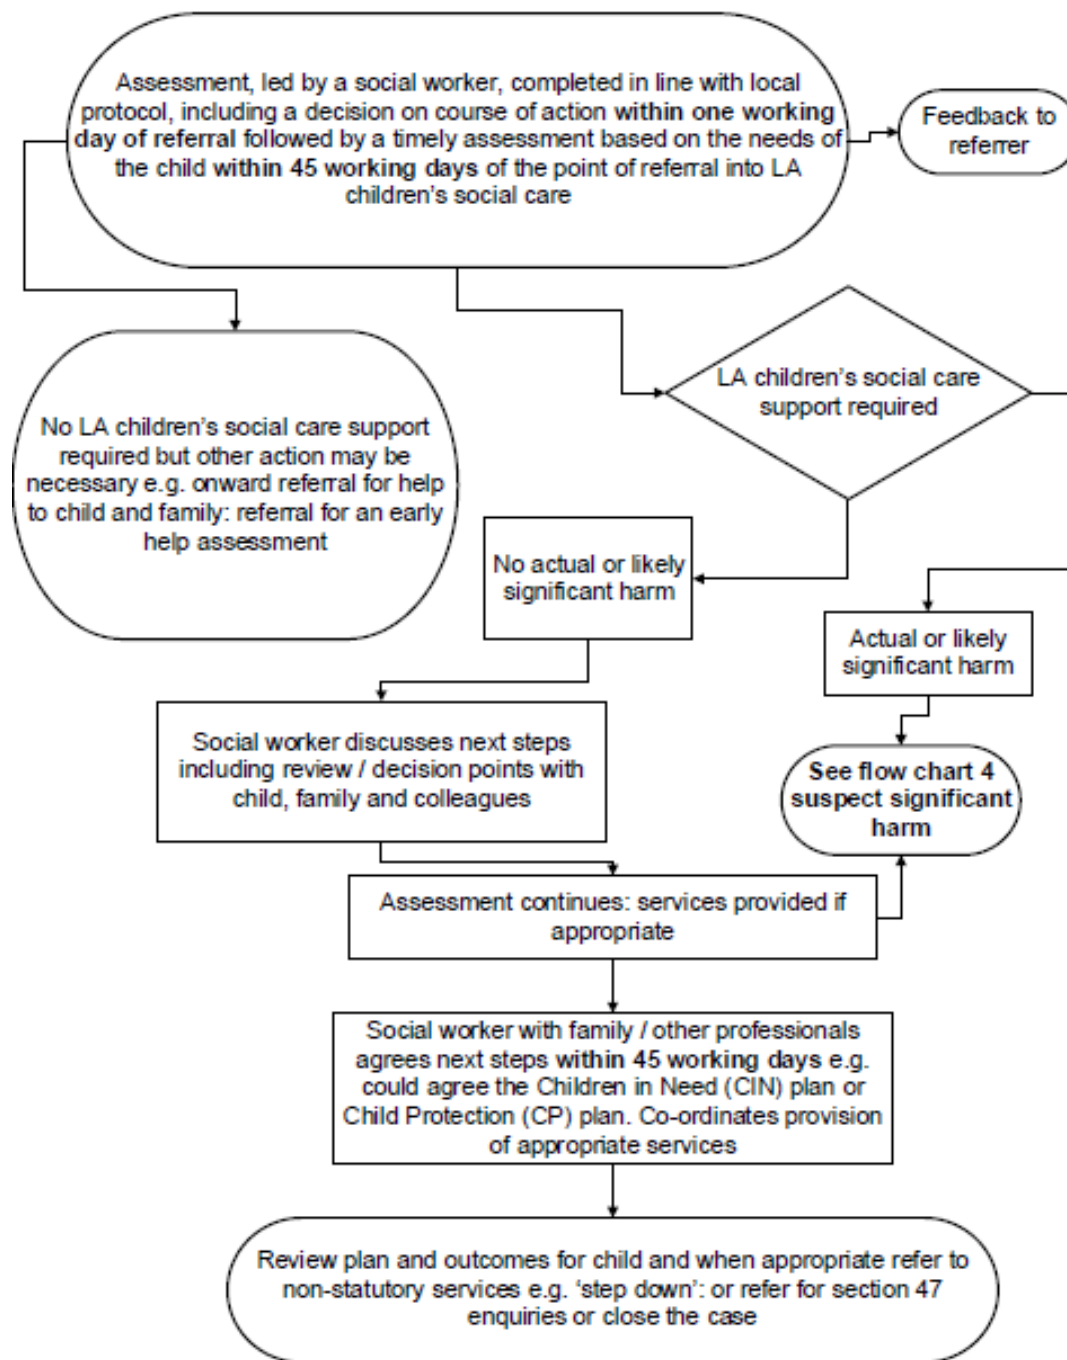 Assessment, led by a social worker, completed in line with local
protocol, including a decision on course of action within one working
day of referral followed by a timely assessment based on the needs of
the child within 45 working days of the point of referral into LA
children's social care
Feedback to
referrer
No LA children's social care support
required but other action may be
necessary e.g. onward referral for help
to child and family: referral for an early
help assessment
LA children's social care
support required
No actual or likely
significant harm
Actual or likely
significant harm
Social worker discusses next steps
including review / decision points with
child, family and colleagues
See flow chart 4
suspect significant
harm
Assessment continues: services provided if
appropriate
Social worker with family / other professionals
agrees next steps within 45 working days e.g.
could agree the Children in Need (CIN) plan or
Child Protection (CP) plan. Co-ordinates provision
of appropriate services
Review plan and outcomes for child and when appropriate refer to
non-statutory services e.g. ‘step down’: or refer for section 47
enquiries or close the case